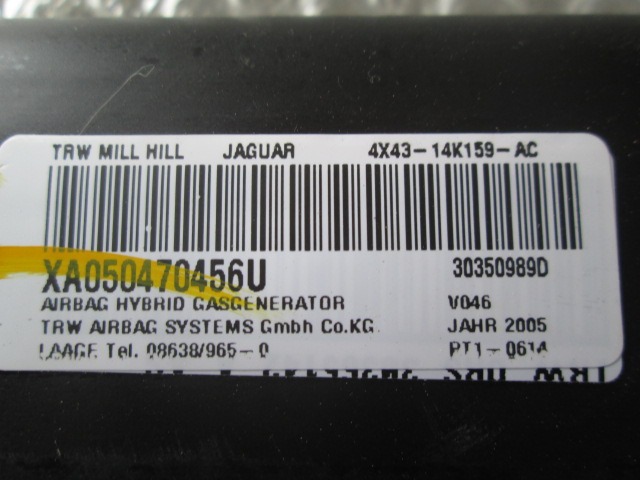 TRW MILL HILL JAGUAR 4X43-14K159-AC
XA050470456U 30350989D
AIRBAG HYBRID GASGENERATOR V046
TRW AIRBAG SYSTEMS Gmbh Co.KG JAHR 2005
LAAGE Tel. 08638/965-0 PT1-0614
TRW